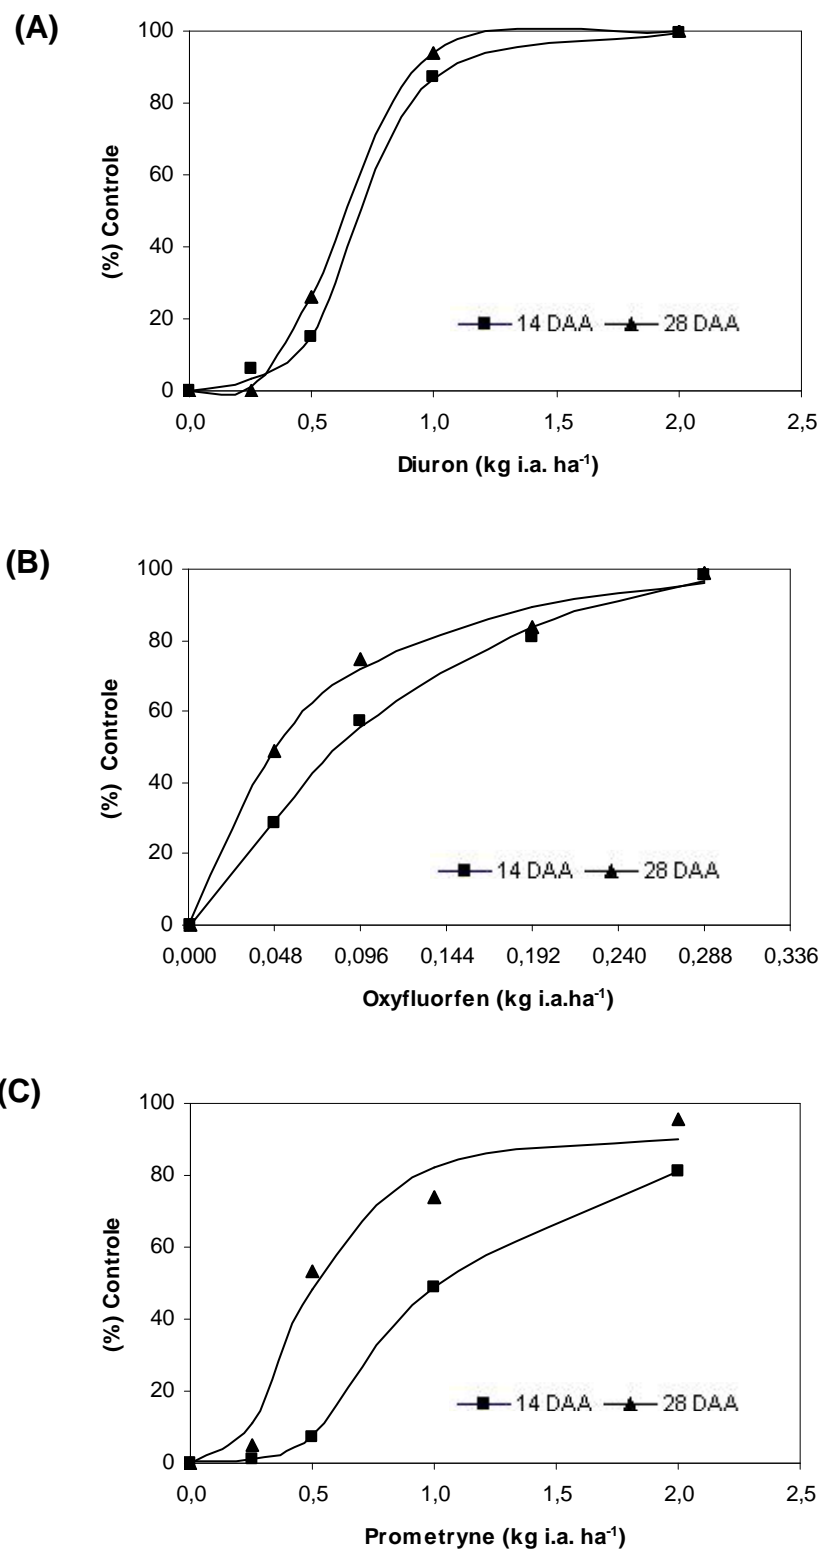 (A)
100
80
60
40
20
0
(%) Controle
14 DAA 28 DAA
0,0 0,5 1,0 1,5 2,0 2,5
Diuron (kg i.a. ha-1)
(B)
100
80
60
40
20
0
(%) Controle
14 DAA 28 DAA
0,000 0,048 0,096 0,144 0,192 0,240 0,288 0,336
Oxyfluorfen (kg i.a.ha-1)
(C)
100
80
60
40
20
0
(%) Controle
14 DAA 28 DAA
0,0 0,5 1,0 1,5 2,0 2,5
Prometryne (kg i.a. ha-1)